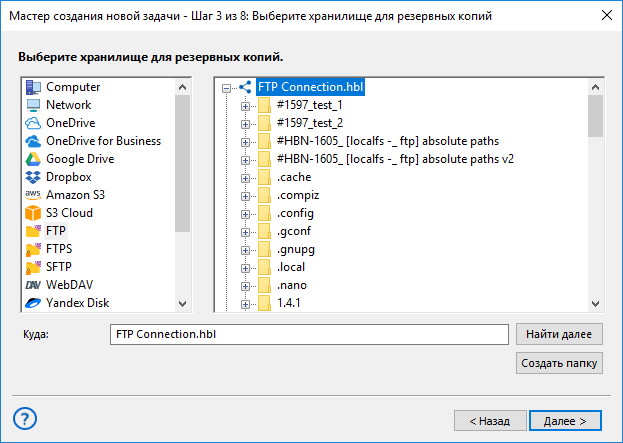 Мастер создания новой задачи - Шаг 3 из 8: Выберите хранилище для резервных копий
Выберите хранилище для резервных копий.
Computer
Network
OneDrive
OneDrive for Business
Google Drive
Dropbox
aws Amazon S3
S3 Cloud
FTP
FTPS
SFTP
DAV WebDAV
Yandex Disk
FTP Connection.hbl
#1597_test_1
#1597_test_2
#HBN-1605_ [localfs -_ ftp] absolute paths
#HBN-1605_ [localfs -_ ftp] absolute paths v2
.cache
.compiz
.config
.gconf
.gnupg
.local
.nano
1.4.1
Куда:
FTP Connection.hbl
Найти далее
Создать папку
?
< Назад
Далее >